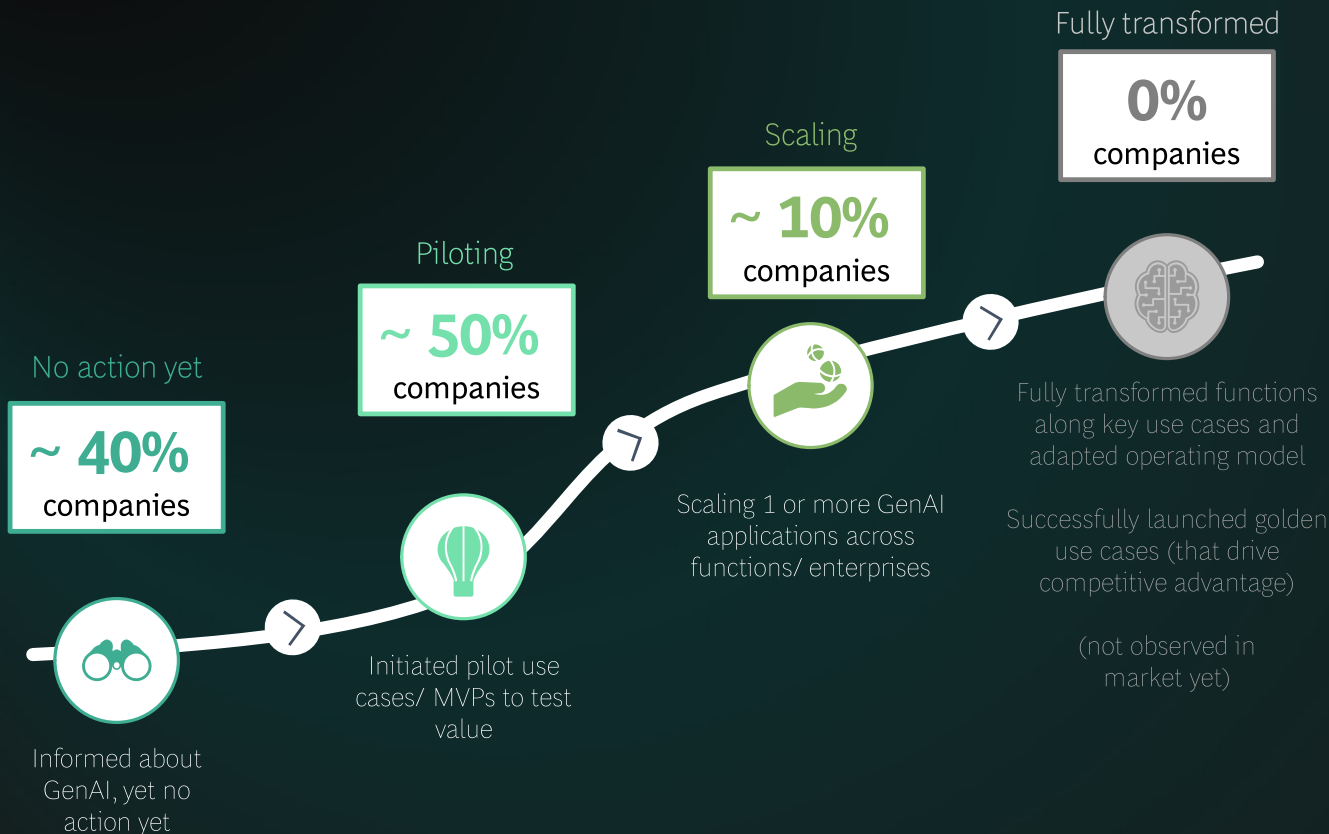 No action yet
~ 40%
companies
Informed about
GenAI, yet no
action yet
Piloting
~ 50%
companies
Initiated pilot use
cases/ MVPs to test
value
Scaling
~ 10%
companies
Scaling 1 or more GenAI
applications across
functions/ enterprises
Fully transformed
0%
companies
Fully transformed functions
along key use cases and
adapted operating model
Successfully launched golden
use cases (that drive
competitive advantage)
(not observed in
market yet)